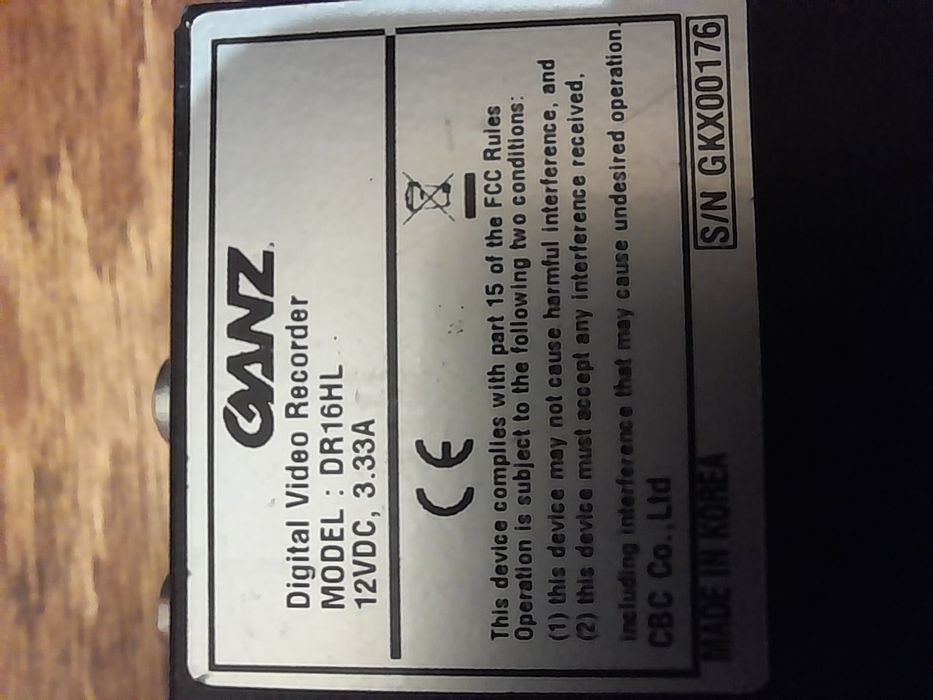 GANZ
Digital Video Recorder
MODEL : DR16HL
12VDC, 3.33A
CE
This device complies with part 15 of the FCC Rules
Operation is subject to the following two conditions:
(1) this device may not cause harmful interference, and
(2) this device must accept any interference received,
including interference that may cause undesired operation.
CBC Co., Ltd
MADE IN KOREA
S/N GKX00176